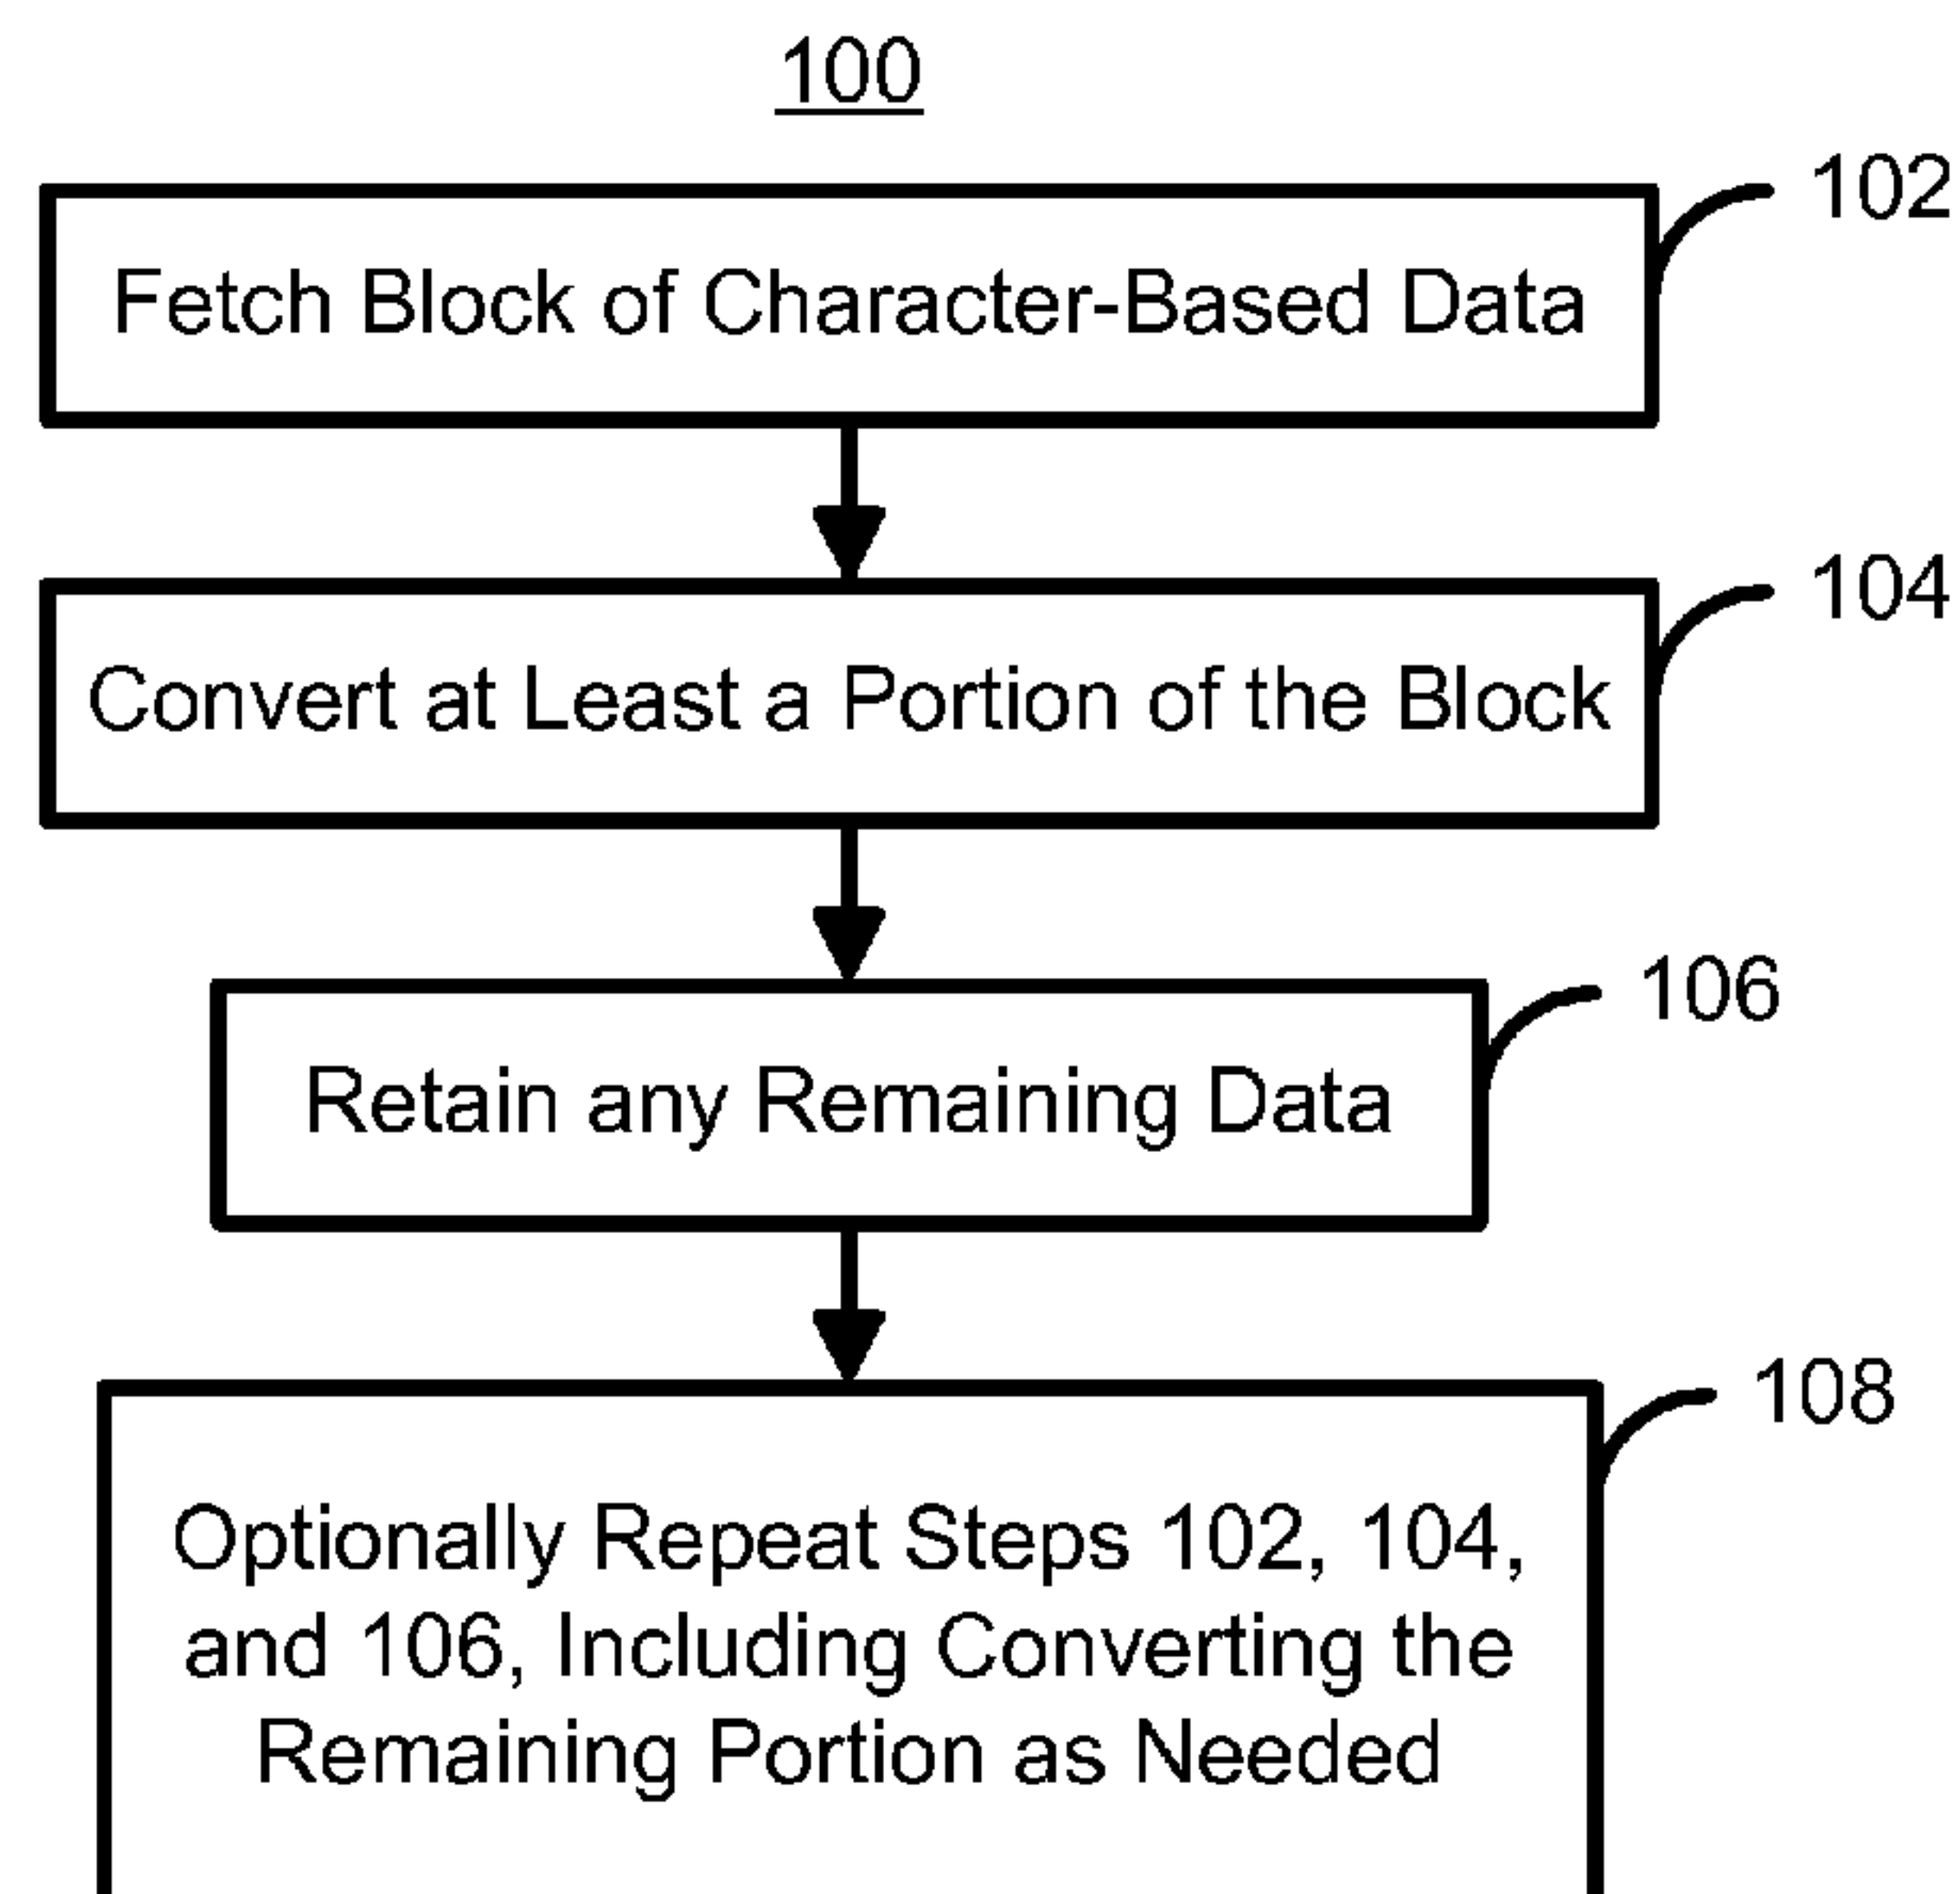 100
102
Fetch Block of Character-Based Data
104
Convert at Least a Portion of the Block
106
Retain any Remaining Data
108
Optionally Repeat Steps 102, 104,
and 106, Including Converting the
Remaining Portion as Needed